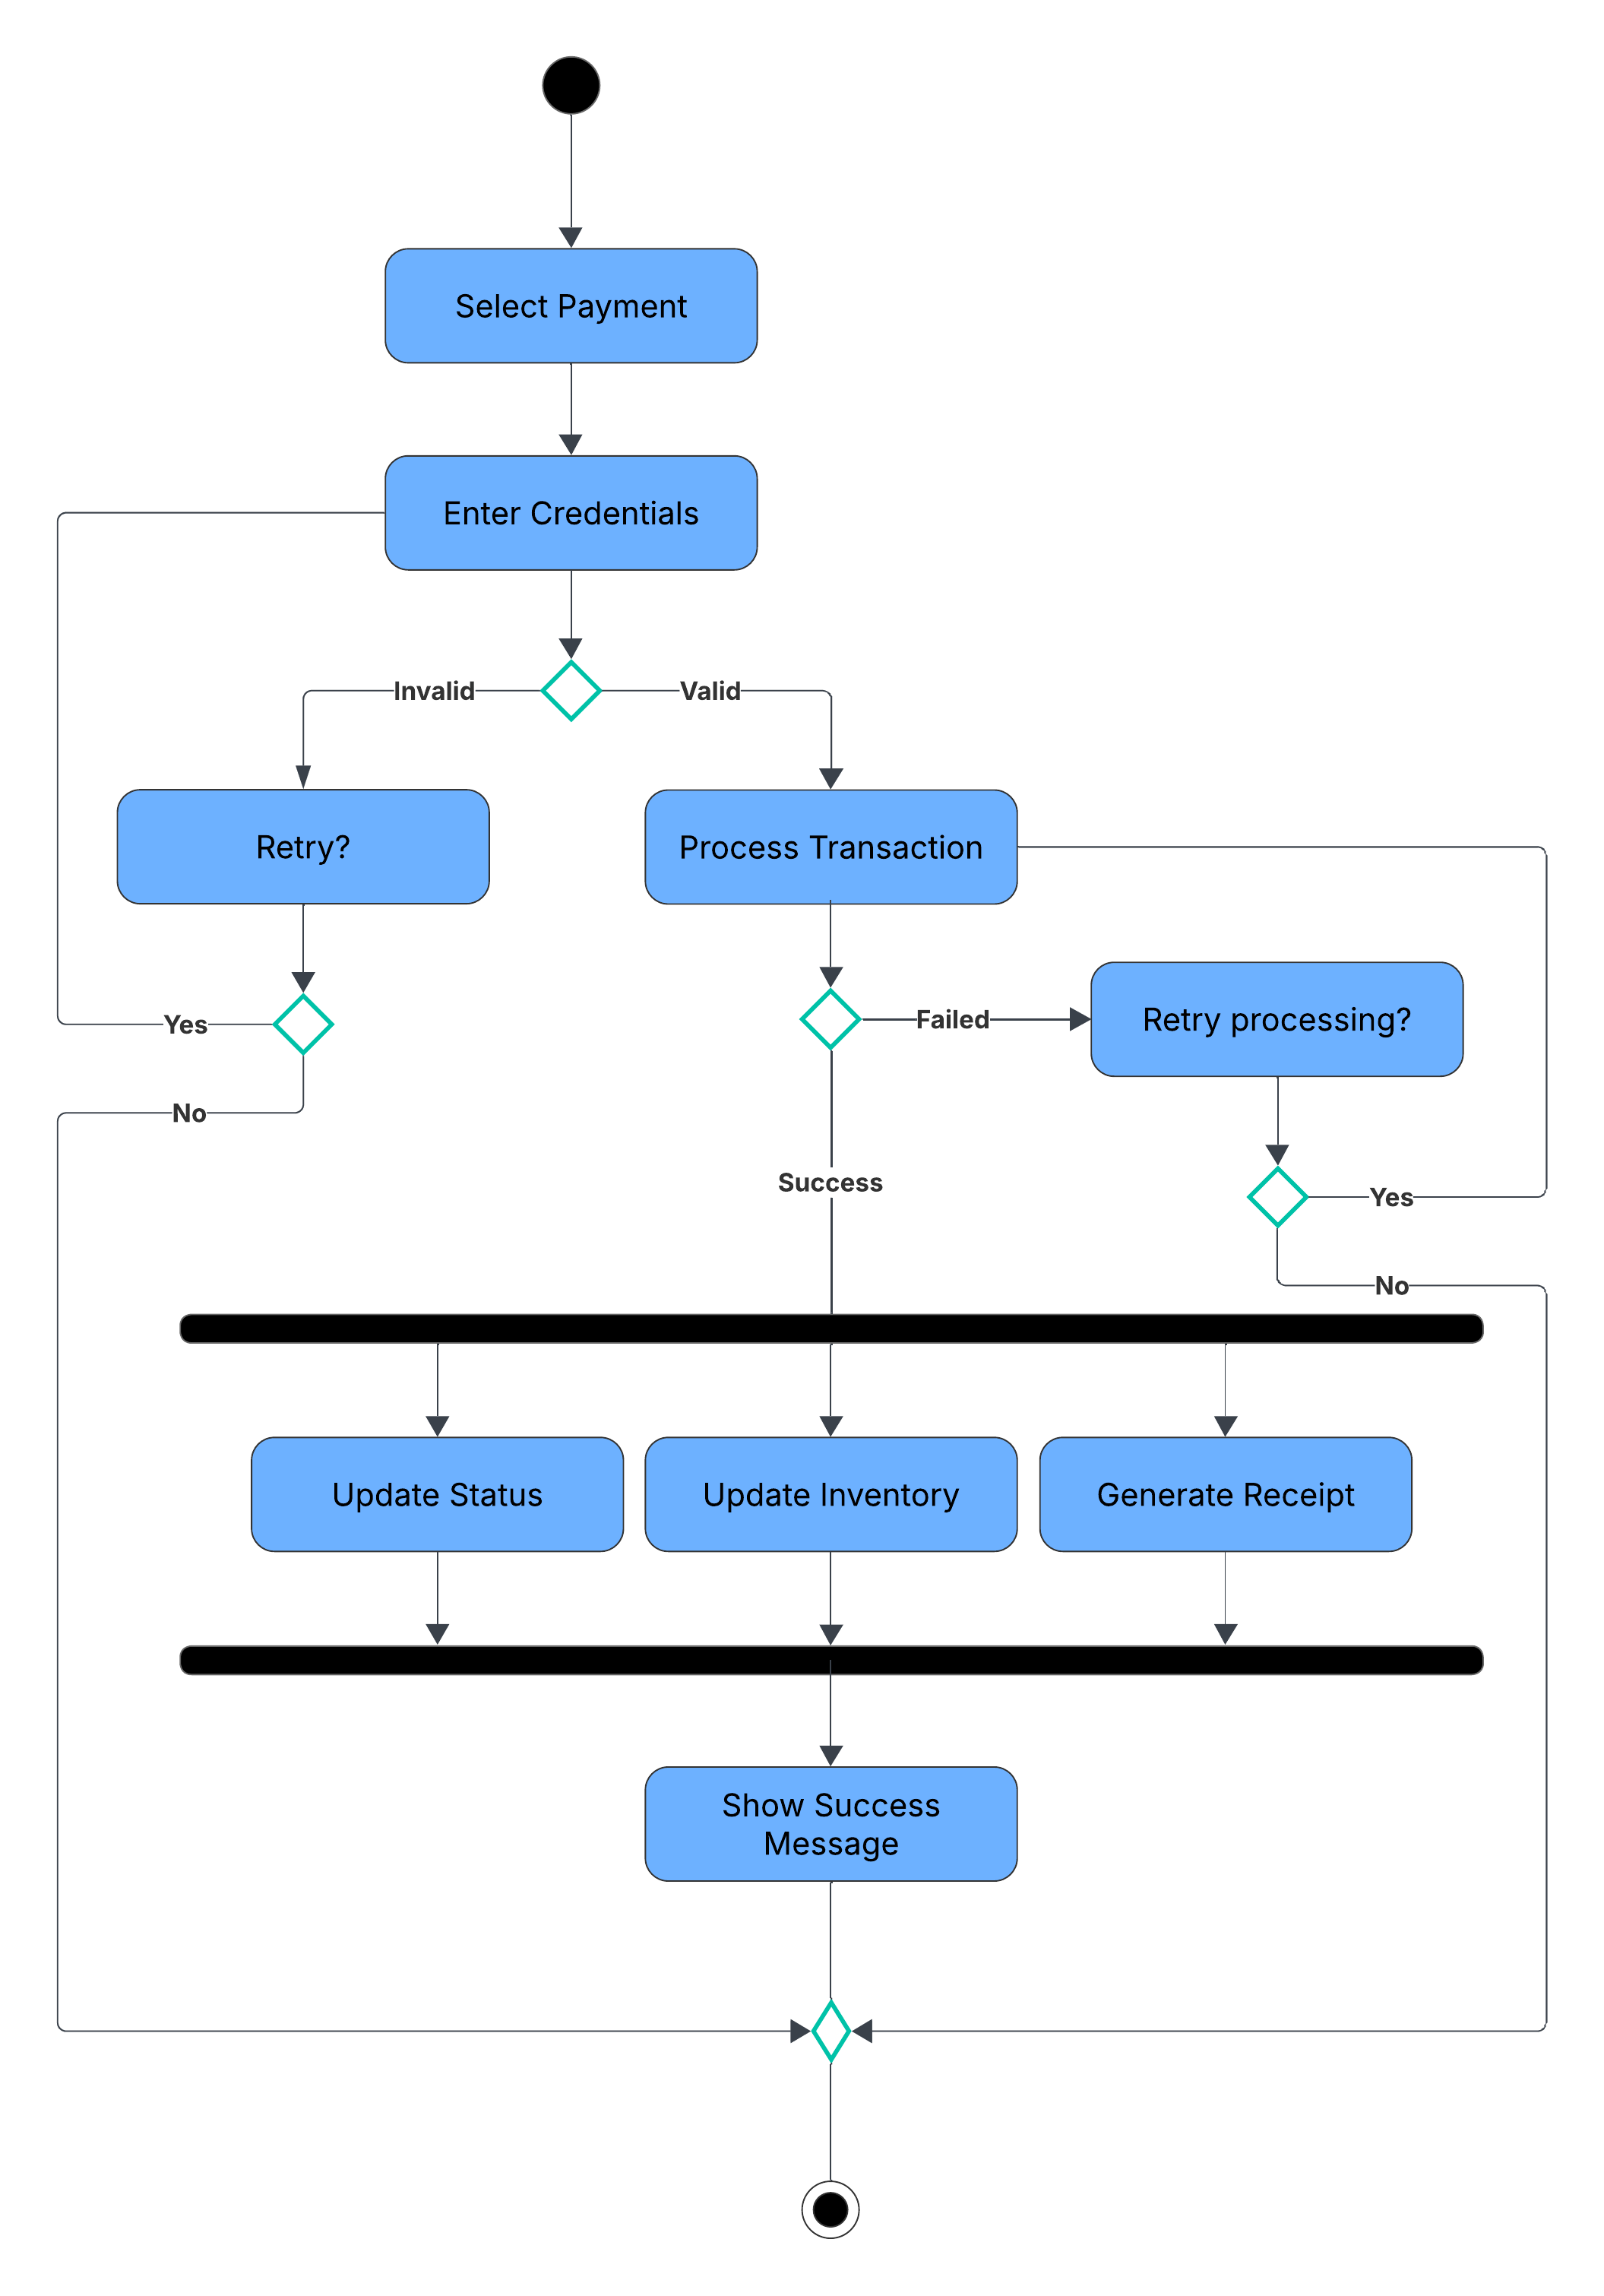 Select Payment
Enter Credentials
Invalid
Valid
Retry?
Process Transaction
Yes
Failed
Retry processing?
No
Success
Yes
No
Update Status
Update Inventory
Generate Receipt
Show Success
Message